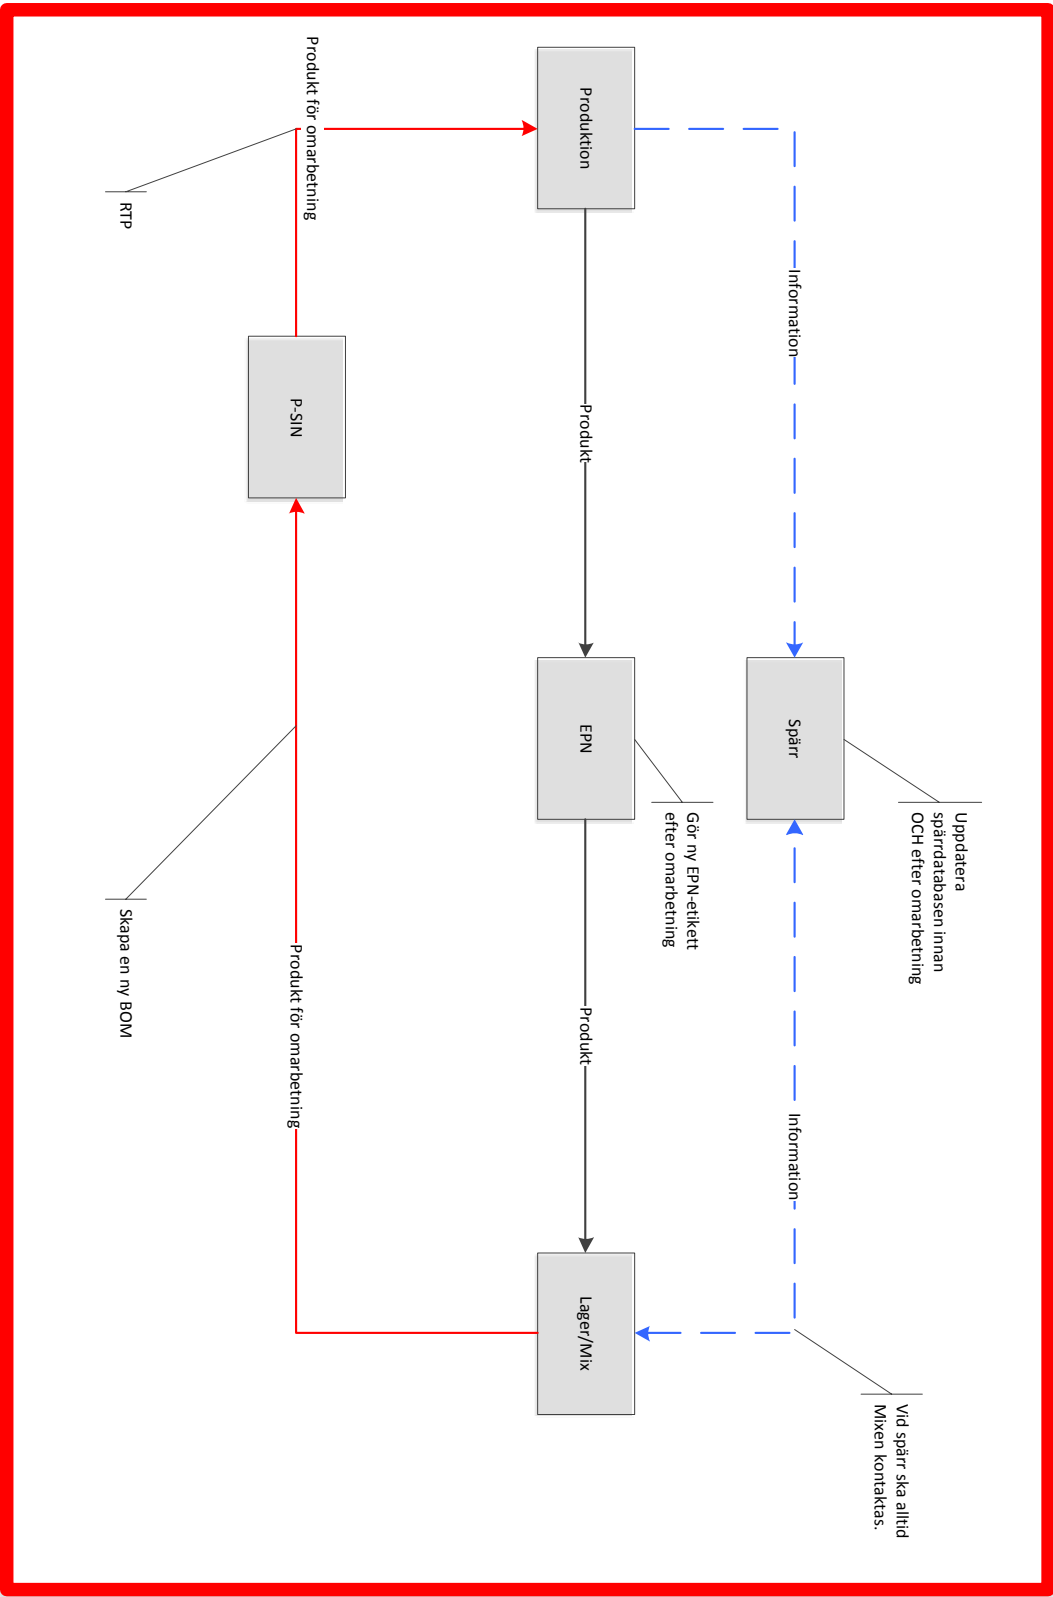 Uppdatera
spärrdatabasen innan
OCH efter omarbetning
Vid spärr ska alltid
Mixen kontaktas.
Information
Spärr
Information
Gör ny EPN-etikett
efter omarbetning
Produktion
Produkt
EPN
Produkt
Lager/Mix
Produkt för omarbetning
P-SIN
Produkt för omarbetning
RTP
Skapa en ny BOM